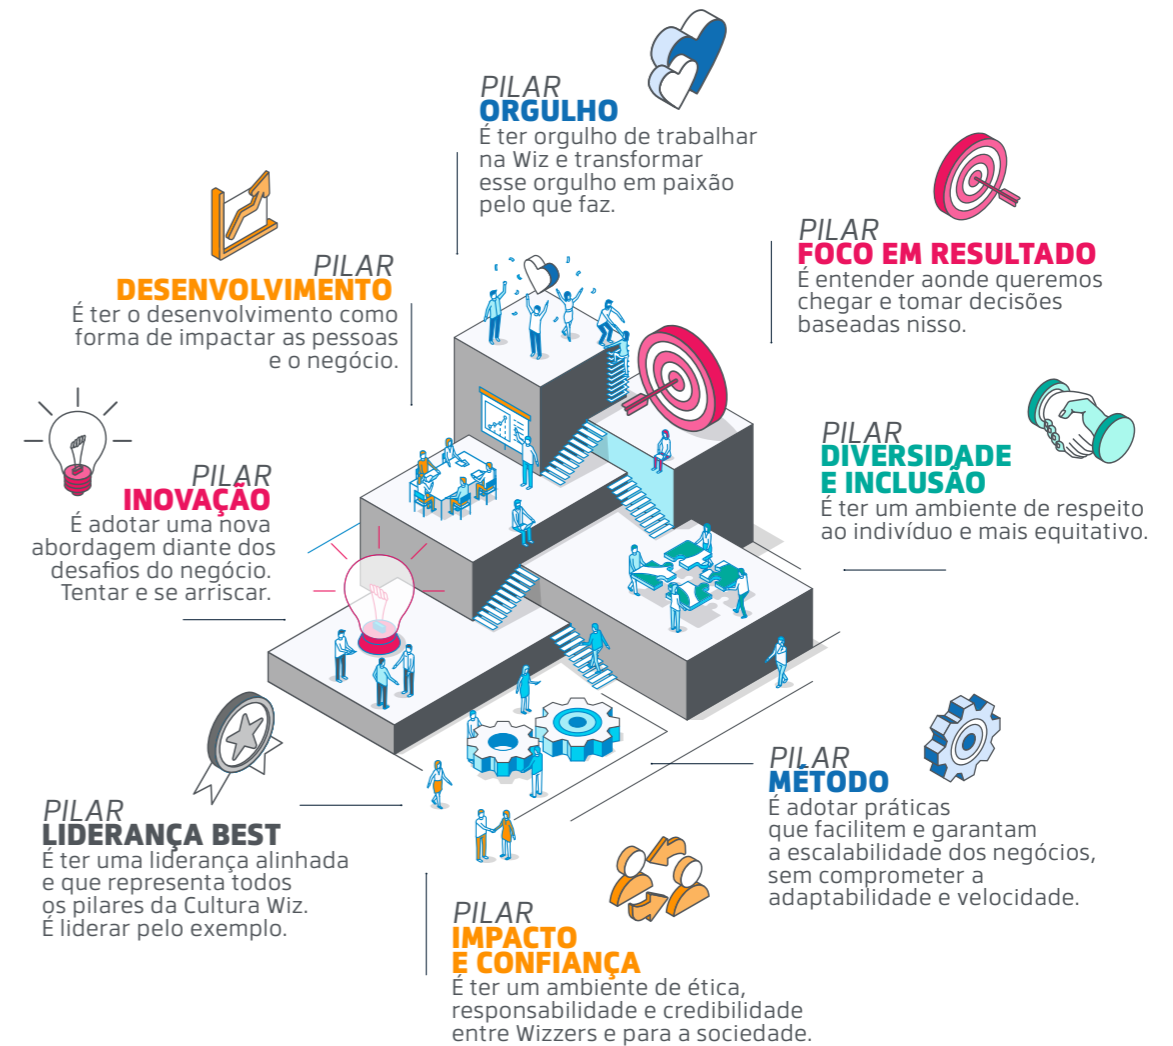 PILAR
ORGULHO
É ter orgulho de trabalhar
na Wiz e transformar
esse orgulho em paixão
pelo que faz.
PILAR
FOCO EM RESULTADO
É entender aonde queremos
chegar e tomar decisões
baseadas nisso.
PILAR
DESENVOLVIMENTO
É ter o desenvolvimento como
forma de impactar as pessoas
e o negócio.
PILAR
DIVERSIDADE
E INCLUSÃO
É ter um ambiente de respeito
ao indivíduo e mais equitativo.
PILAR
INOVAÇÃO
É adotar uma nova
abordagem diante dos
desafios do negócio.
Tentar e se arriscar.
PILAR
MÉTODO
É adotar práticas
que facilitem e garantam
a escalabilidade dos negócios,
sem comprometer a
adaptabilidade e velocidade.
PILAR
LIDERANÇA BEST
É ter uma liderança alinhada
e que representa todos
os pilares da Cultura Wiz.
É liderar pelo exemplo.
PILAR
IMPACTO
E CONFIANÇA
É ter um ambiente de ética,
responsabilidade e credibilidade
entre Wizzers e para a sociedade.